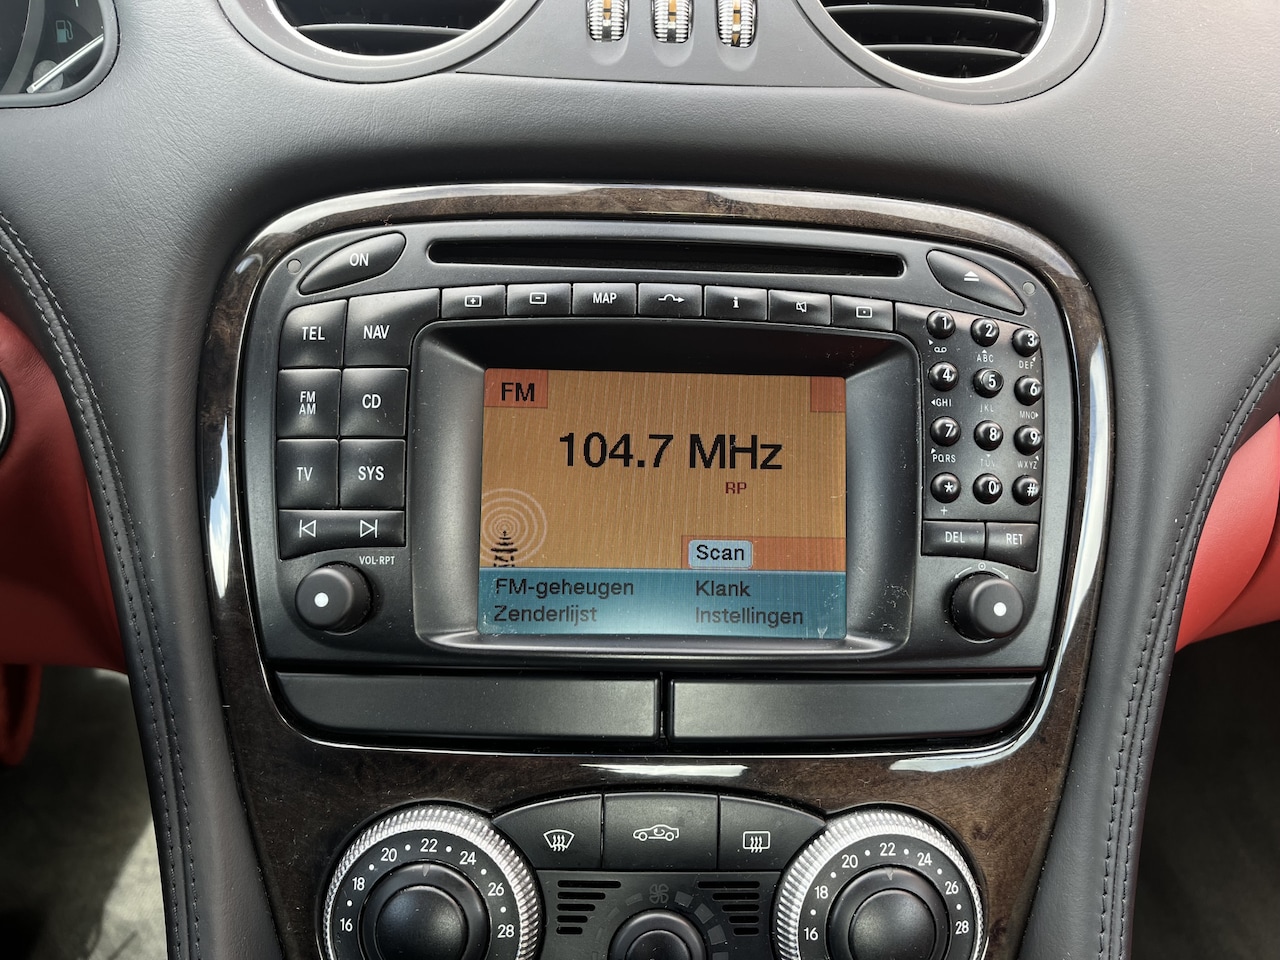 ON
MAP
i
TEL
NAV
FM
AM
CD
TV
SYS
VOL·RPT
FM
104.7 MHz
RP
Scan
FM-geheugen Klank
Zenderlijst Instellingen
1 2 3
ABC DEF
4 5 6
GHI JKL MNO
7 8 9
PQRS TUV WXYZ
* 0 #
+
DEL RET
16 18 20 22 24 26 28
16 18 20 22 24 26 28